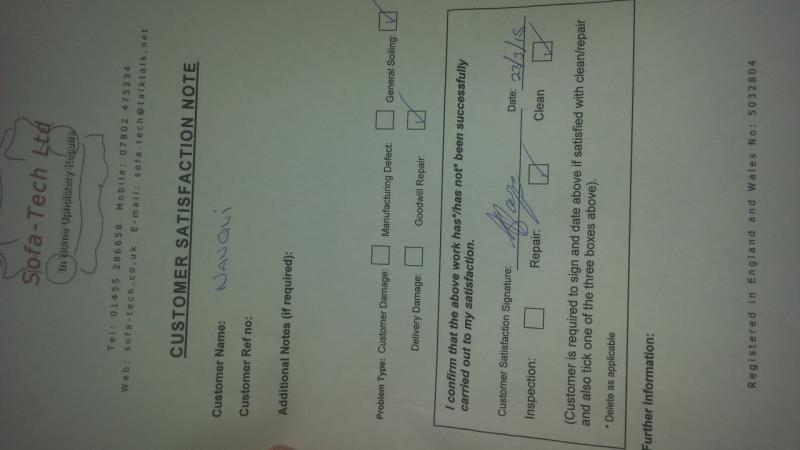 Sofa-Tech Ltd
In Home Upholstery Repairs
Tel: 01455 286658 Mobile: 07802 475234
Web: sofa-tech.co.uk E-mail: sofa-tech@talktalk.net
CUSTOMER SATISFACTION NOTE
Customer Name: NAVQUI
Customer Ref no:
Additional Notes (if required):
Problem Type: Customer Damage: Manufacturing Defect: General Soiling:
Delivery Damage: Goodwill Repair:
I confirm that the above work has*/has not* been successfully
carried out to my satisfaction.
Customer Satisfaction Signature: Date: 23/3/15
Inspection: Repair: Clean
(Customer is required to sign and date above if satisfied with clean/repair
and also tick one of the three boxes above).
* Delete as applicable
Further Information:
Registered in England and Wales No: 5032804